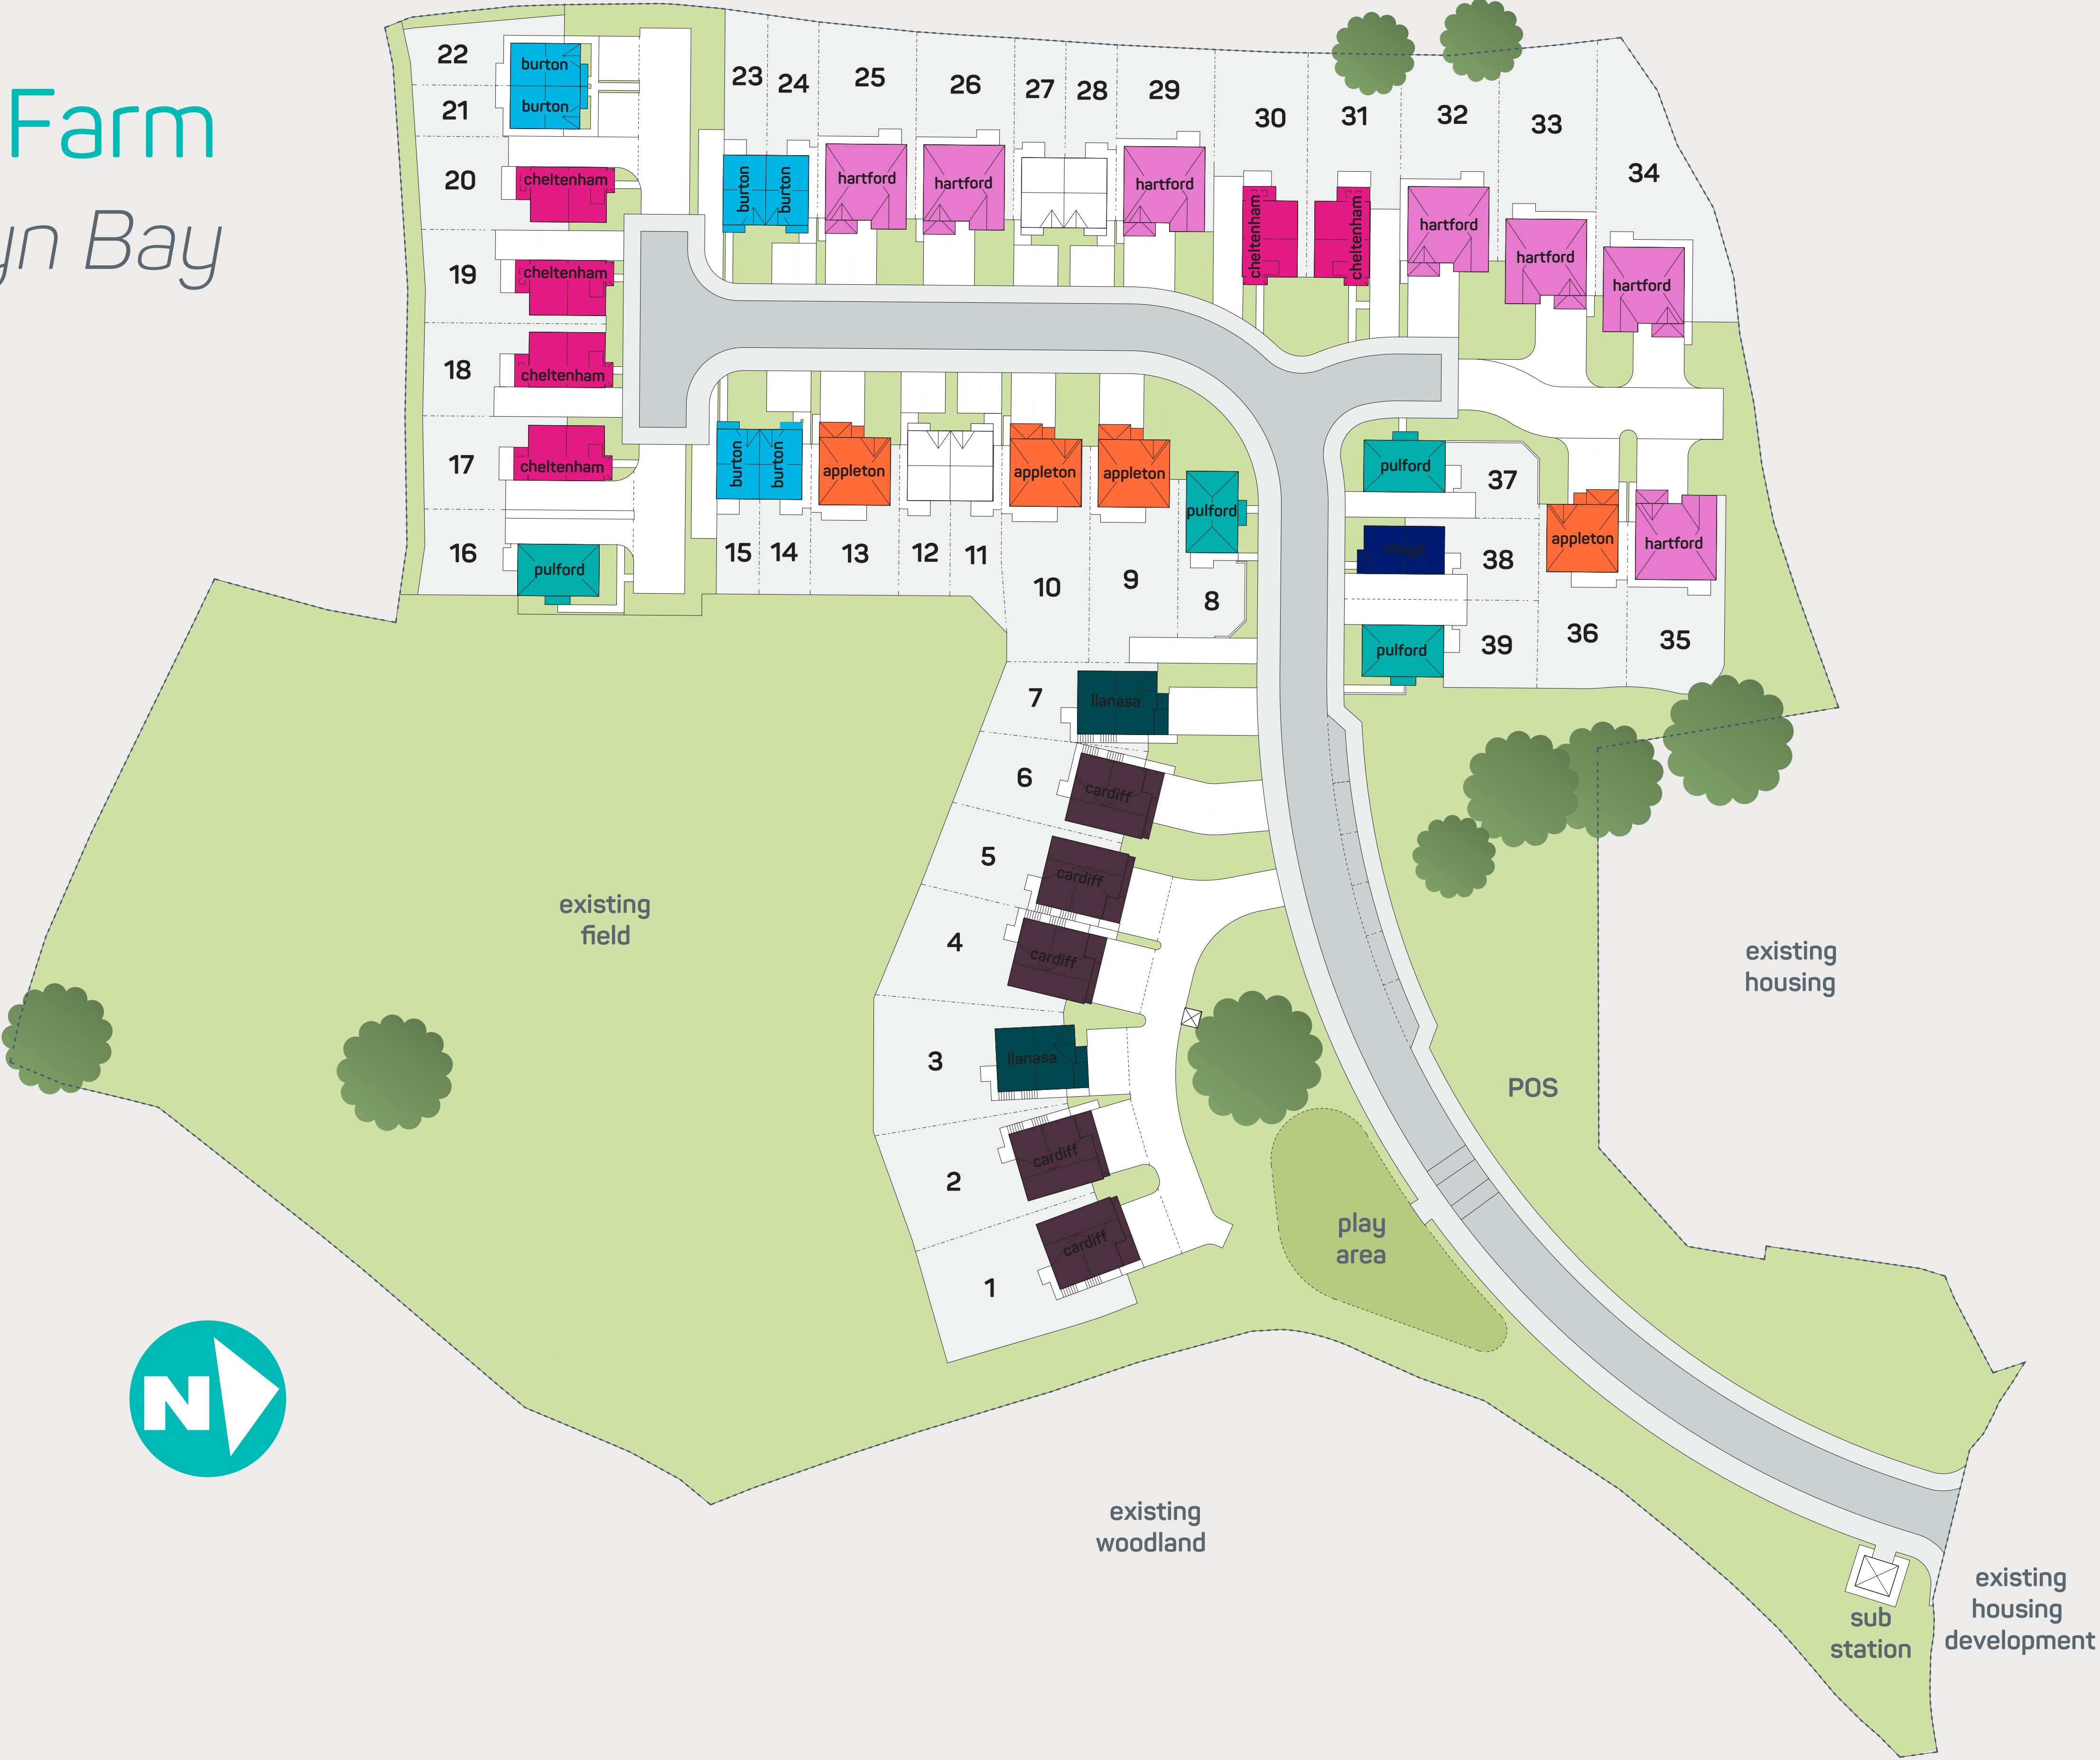 Farm
yn Bay
22
burton
21
burton
20
cheltenham
19
cheltenham
18
cheltenham
17
cheltenham
16
pulford
23
24
25
26
27
28
29
30
31
32
33
34
burton
burton
hartford
hartford
hartford
cheltenham
cheltenham
hartford
hartford
hartford
burton
burton
appleton
appleton
appleton
pulford
15
14
13
12
11
10
9
8
pulford
37
38
pulford
39
appleton
hartford
36
35
7
llanasa
6
cardiff
5
cardiff
4
cardiff
3
llanasa
2
cardiff
1
cardiff
existing
field
existing
housing
POS
play
area
N
existing
woodland
sub
station
existing
housing
development